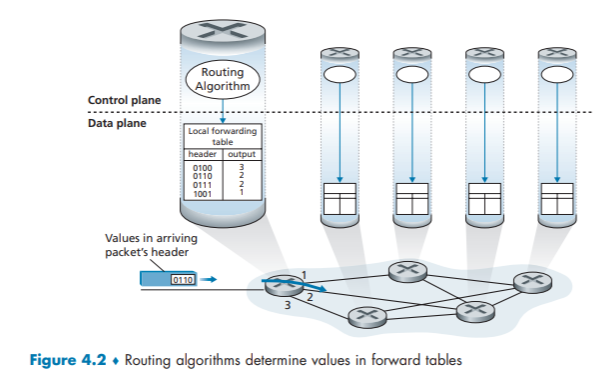 Routing
Algorithm
Control plane
Data plane
Local forwarding
table
header output
0100 3
0110 2
0111 2
1001 1
Values in arriving
packet's header
0110
1
2
3
Figure 4.2 ♦ Routing algorithms determine values in forward tables